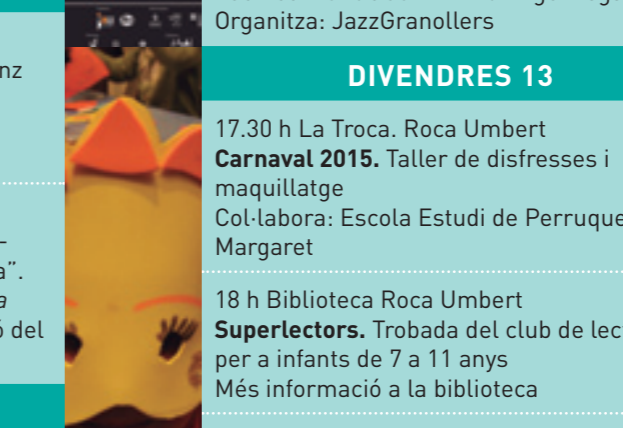 nz
a”.
a
ó del
Organitza: JazzGranollers
DIVENDRES 13
17.30 h La Troca. Roca Umbert
Carnaval 2015. Taller de disfresses i
maquillatge
Col·labora: Escola Estudi de Perruque
Margaret
18 h Biblioteca Roca Umbert
Superlectors. Trobada del club de lec
per a infants de 7 a 11 anys
Més informació a la biblioteca